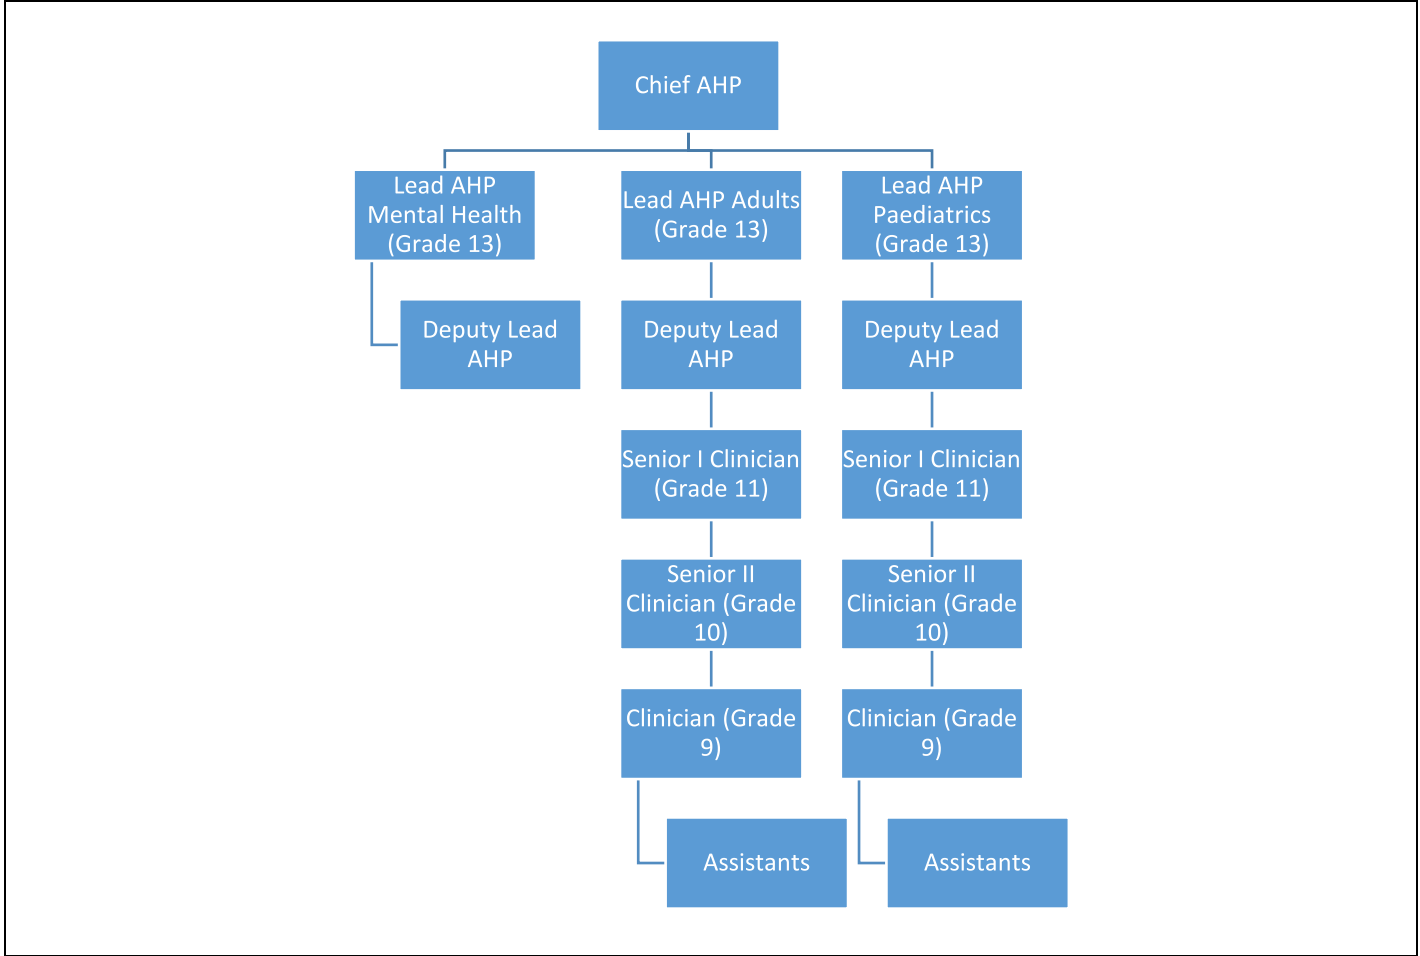 Chief AHP
Lead AHP
Mental Health
(Grade 13)
Lead AHP Adults
(Grade 13)
Lead AHP
Paediatrics
(Grade 13)
Deputy Lead
AHP
Deputy Lead
AHP
Deputy Lead
AHP
Senior I Clinician
(Grade 11)
Senior I Clinician
(Grade 11)
Senior II
Clinician (Grade
10)
Senior II
Clinician (Grade
10)
Clinician (Grade
9)
Clinician (Grade
9)
Assistants
Assistants